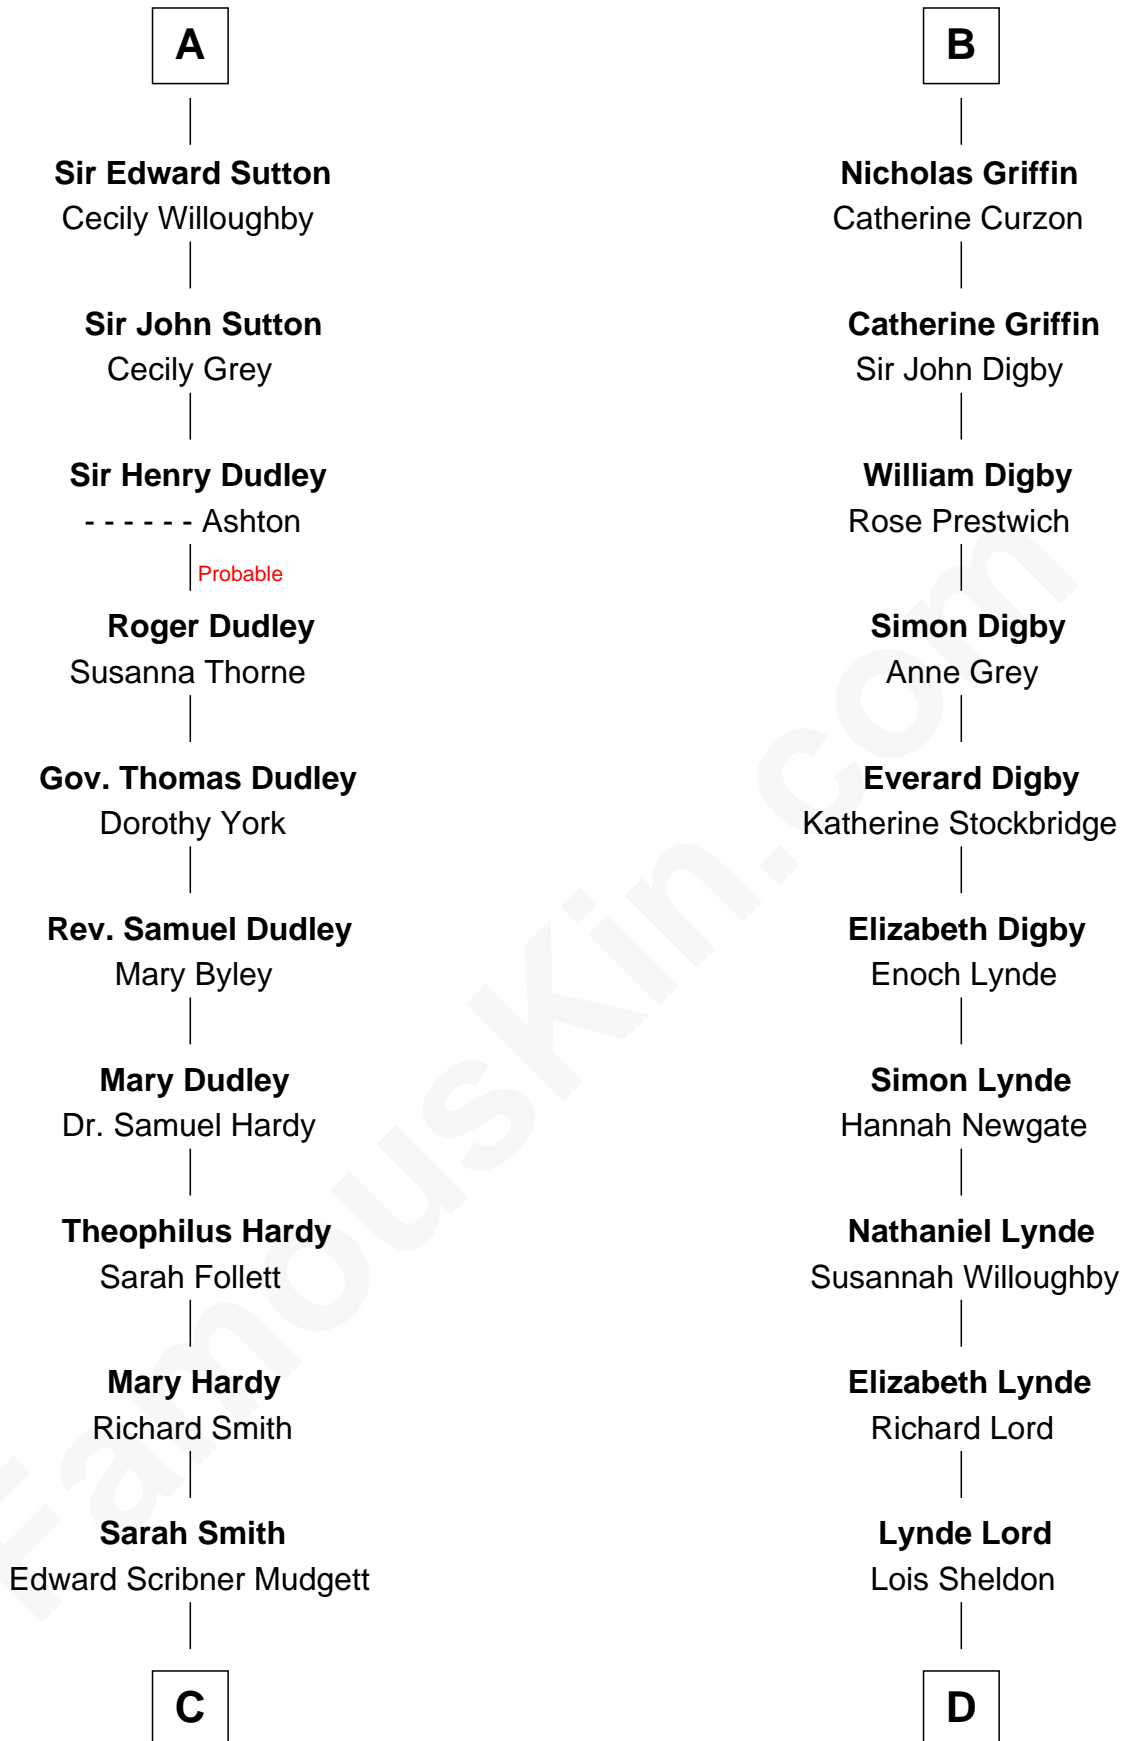 A
Sir Edward Sutton
Cecily Willoughby
Sir John Sutton
Cecily Grey
Sir Henry Dudley
- - - - - - Ashton
Probable
Roger Dudley
Susanna Thorne
Gov. Thomas Dudley
Dorothy York
Rev. Samuel Dudley
Mary Byley
Mary Dudley
Dr. Samuel Hardy
Theophilus Hardy
Sarah Follett
Mary Hardy
Richard Smith
Sarah Smith
Edward Scribner Mudgett
C
B
Nicholas Griffin
Catherine Curzon
Catherine Griffin
Sir John Digby
William Digby
Rose Prestwich
Simon Digby
Anne Grey
Everard Digby
Katherine Stockbridge
Elizabeth Digby
Enoch Lynde
Simon Lynde
Hannah Newgate
Nathaniel Lynde
Susannah Willoughby
Elizabeth Lynde
Richard Lord
Lynde Lord
Lois Sheldon
D
FamousKin.com